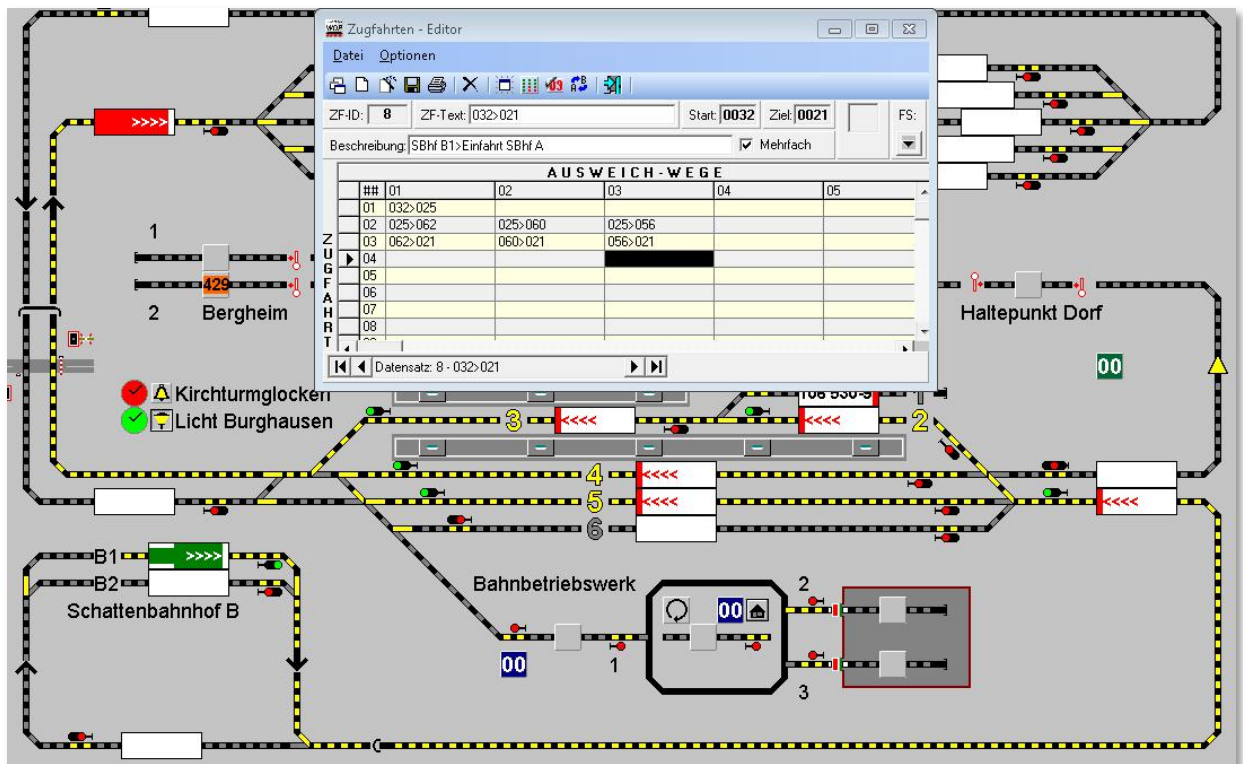 WDP Zugfahrten - Editor
Datei Optionen
ZF-ID: 8 ZF-Text: 032>021 Start: 0032 Ziel: 0021 FS:
Beschreibung: SBhf B1>Einfahrt SBhf A Mehrfach
AUSWEICH-WEGE
## 01 02 03 04 05
01 032>025
02 025>062 025>060 025>056
03 062>021 060>021 056>021
04
05
06
07
08
ZUGFAHRT
Datensatz: 8 - 032>021
>>>>
1
429
2 Bergheim
Haltepunkt Dorf
00
Kirchturmglocken
Licht Burghausen
3 <<<< <<<< 2
4 <<<<
5 <<<< <<<<
6
B1 >>>>
B2
Schattenbahnhof B
Bahnbetriebswerk 2
00
00 1
3